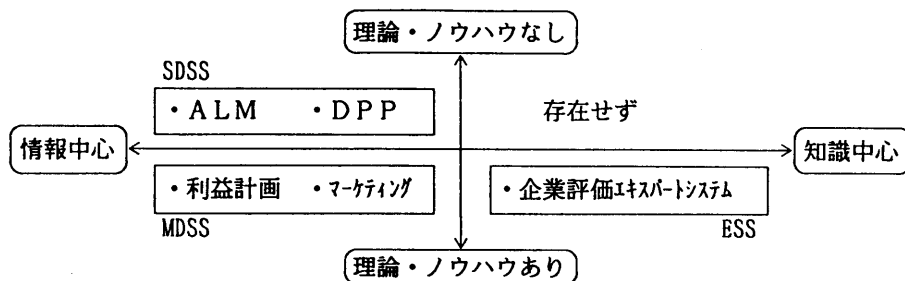 理論・ノウハウなし
SDSS
・ALM ・DPP
存在せず
情報中心
知識中心
・利益計画 ・マーケティング
・企業評価エキスパートシステム
MDSS
ESS
理論・ノウハウあり